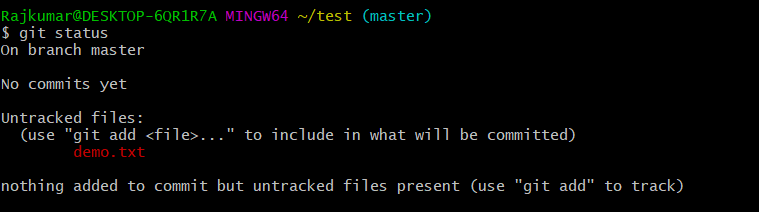 Rajkumar@DESKTOP-6QR1R7A MINGW64 ~/test (master)
$ git status
On branch master
No commits yet
Untracked files:
(use "git add <file>..." to include in what will be committed)
demo.txt
nothing added to commit but untracked files present (use "git add" to track)